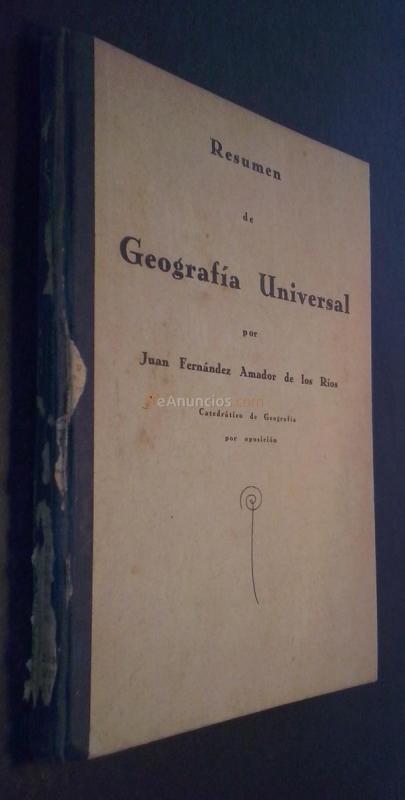 Resumen
de
Geografía Universal
por
Juan Fernández Amador de los Ríos
eAnuncios.com
Catedrático de Geografía
por oposición